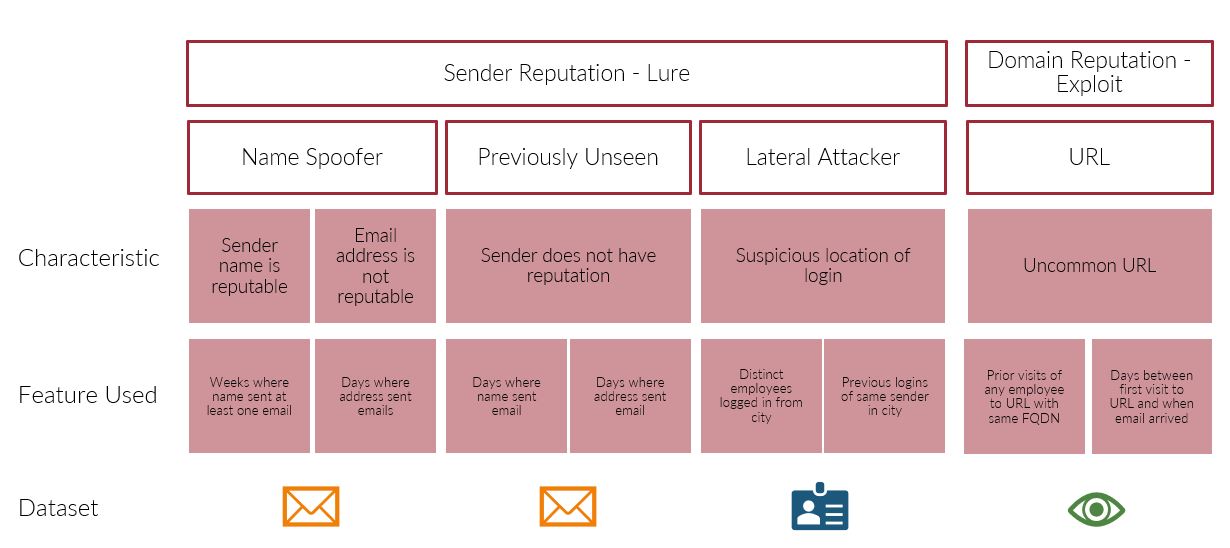 Sender Reputation - Lure
Domain Reputation -
Exploit
Name Spoofer
Previously Unseen
Lateral Attacker
URL
Characteristic
Sender
name is
reputable
Email
address is
not
reputable
Sender does not have
reputation
Suspicious location of
login
Uncommon URL
Feature Used
Weeks where
name sent at
least one email
Days where
address sent
emails
Days where
name sent
email
Days where
address sent
email
Distinct
employees
logged in from
city
Previous logins
of same sender
in city
Prior visits of
any employee
to URL with
same FQDN
Days between
first visit to
URL and when
email arrived
Dataset